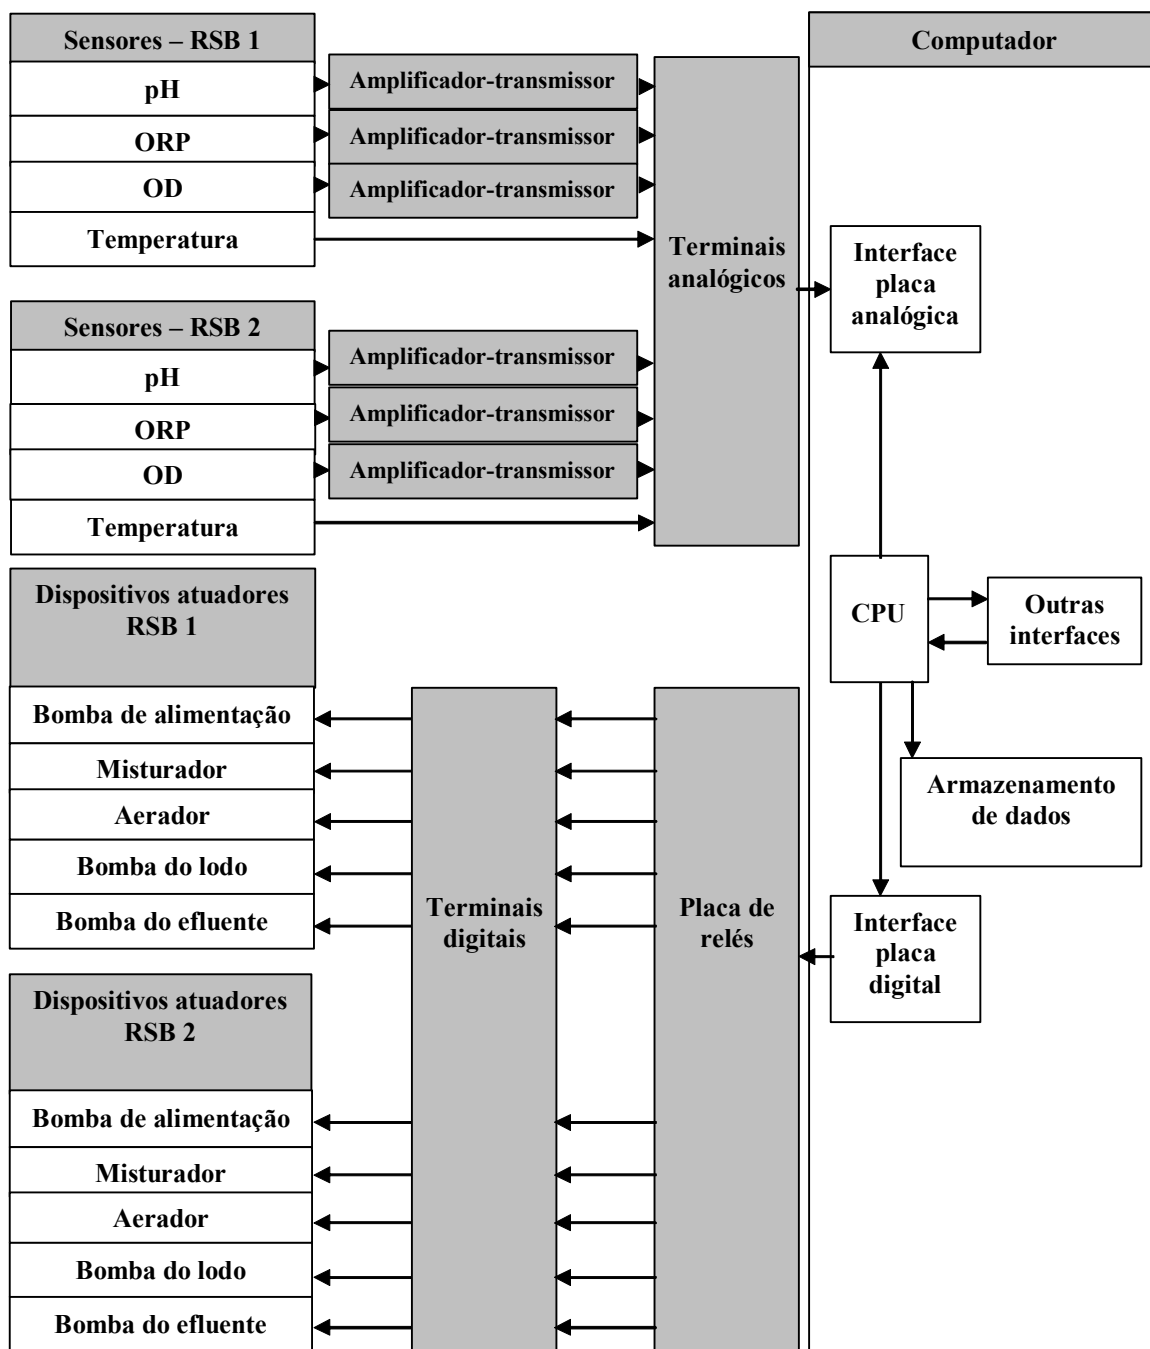 Sensores – RSB 1
pH
ORP
OD
Temperatura
Amplificador-transmissor
Amplificador-transmissor
Amplificador-transmissor
Sensores – RSB 2
pH
ORP
OD
Temperatura
Amplificador-transmissor
Amplificador-transmissor
Amplificador-transmissor
Terminais
analógicos
Computador
Interface
placa
analógica
CPU
Outras
interfaces
Armazenamento
de dados
Interface
placa
digital
Dispositivos atuadores
RSB 1
Bomba de alimentação
Misturador
Aerador
Bomba do lodo
Bomba do efluente
Terminais
digitais
Placa de
relés
Dispositivos atuadores
RSB 2
Bomba de alimentação
Misturador
Aerador
Bomba do lodo
Bomba do efluente